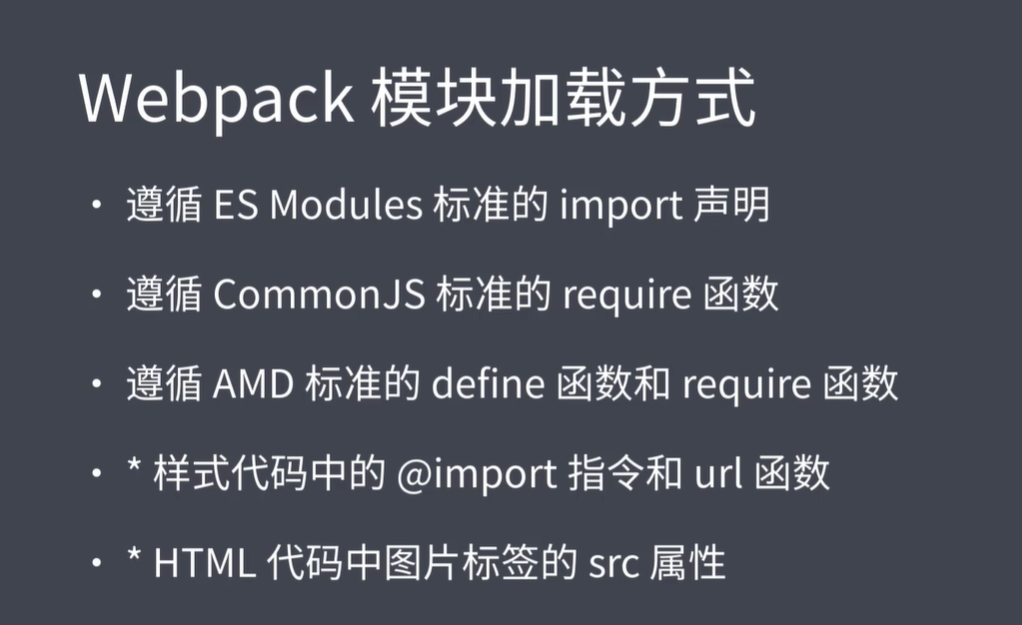 Webpack 模块加载方式
• 遵循 ES Modules 标准的 import 声明
• 遵循 CommonJS 标准的 require 函数
• 遵循 AMD 标准的 define 函数和 require 函数
• * 样式代码中的 @import 指令和 url 函数
• * HTML 代码中图片标签的 src 属性